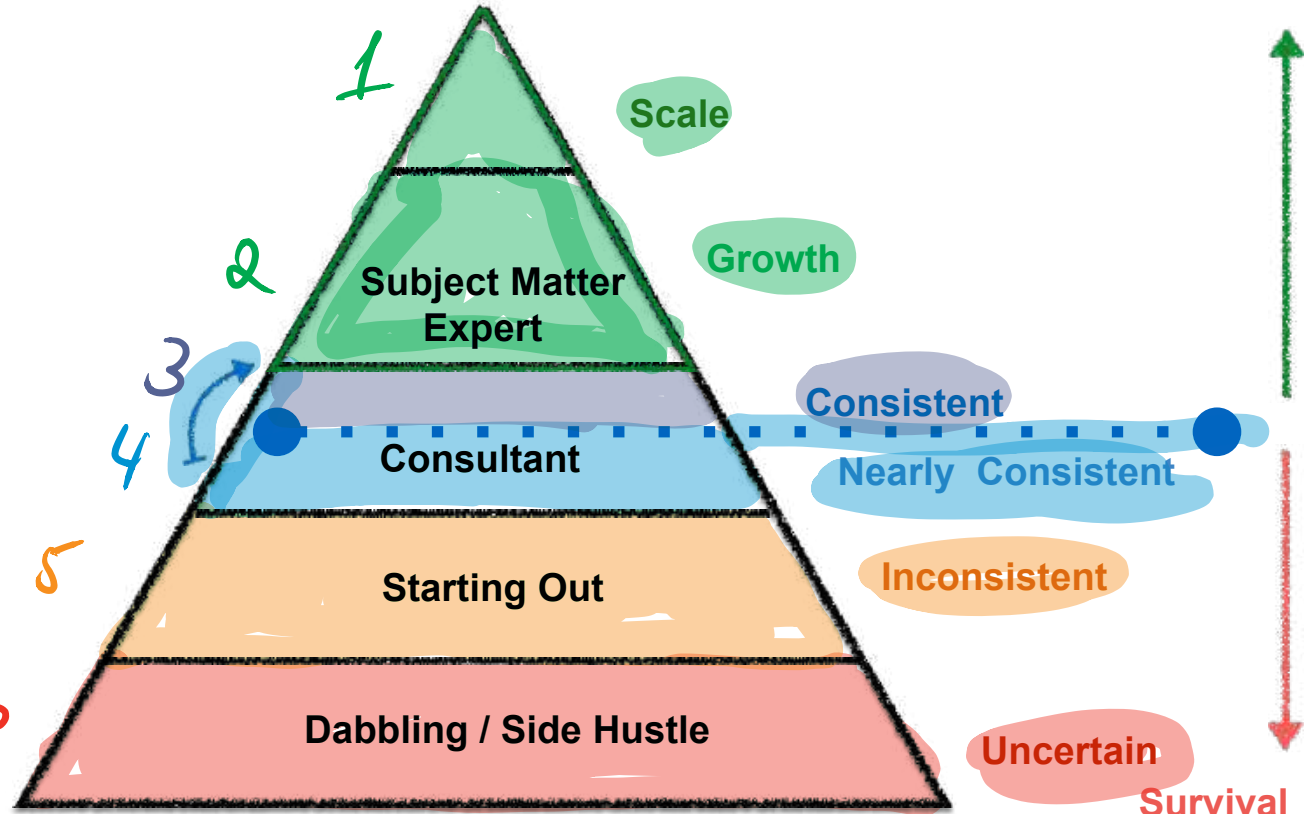 1
Scale
2
Growth
Subject Matter
Expert
3
Consistent
4
Consultant
Nearly Consistent
5
Starting Out
Inconsistent
Dabbling / Side Hustle
Uncertain
Survival